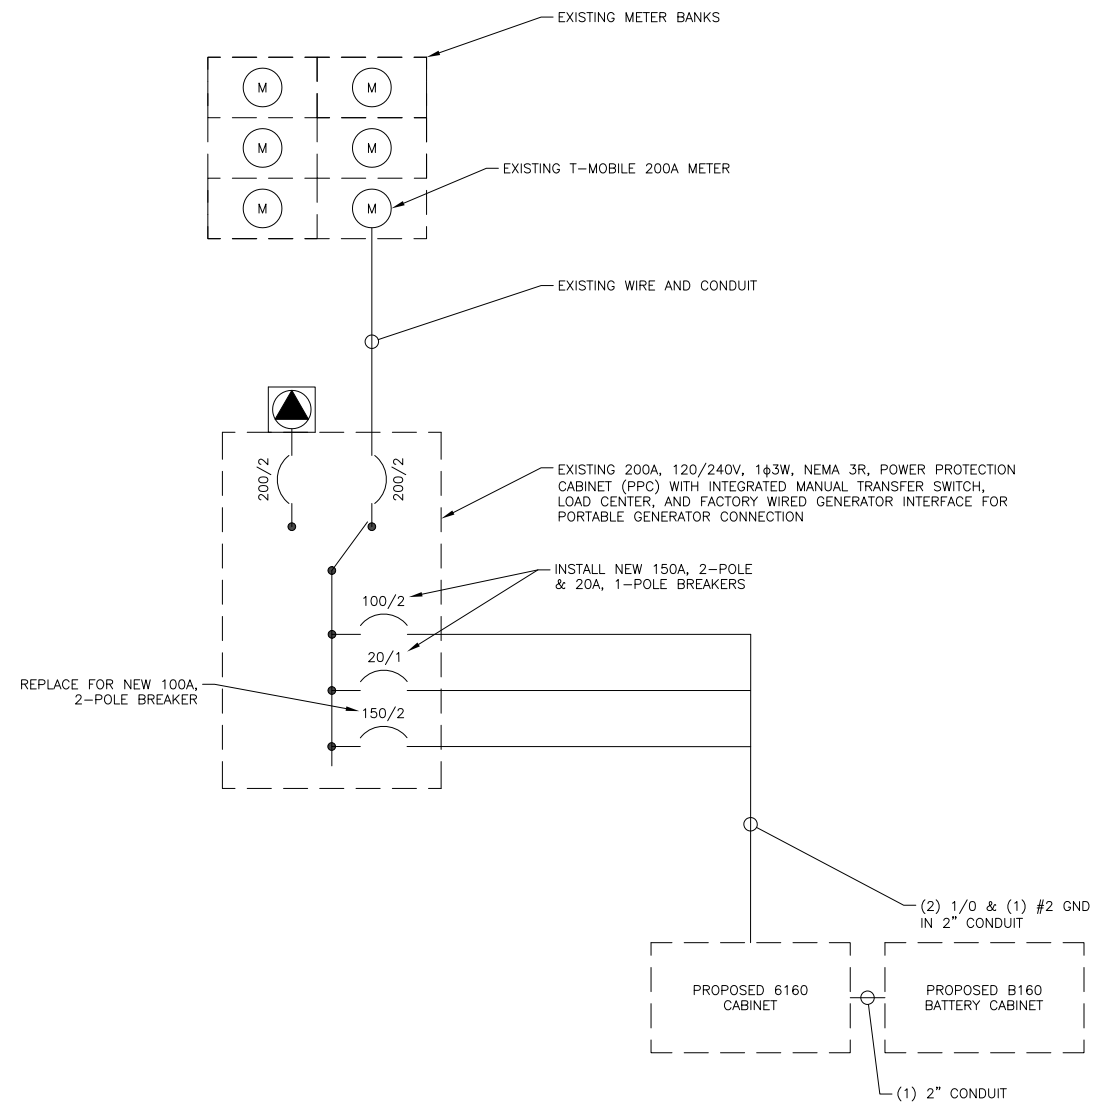 EXISTING METER BANKS
M
M
M
M
EXISTING T-MOBILE 200A METER
M
M
EXISTING WIRE AND CONDUIT
200/2
200/2
EXISTING 200A, 120/240V, 1ϕ3W, NEMA 3R, POWER PROTECTION
CABINET (PPC) WITH INTEGRATED MANUAL TRANSFER SWITCH,
LOAD CENTER, AND FACTORY WIRED GENERATOR INTERFACE FOR
PORTABLE GENERATOR CONNECTION
INSTALL NEW 150A, 2-POLE
& 20A, 1-POLE BREAKERS
100/2
20/1
REPLACE FOR NEW 100A,
2-POLE BREAKER
150/2
(2) 1/0 & (1) #2 GND
IN 2" CONDUIT
PROPOSED 6160
CABINET
PROPOSED B160
BATTERY CABINET
(1) 2" CONDUIT